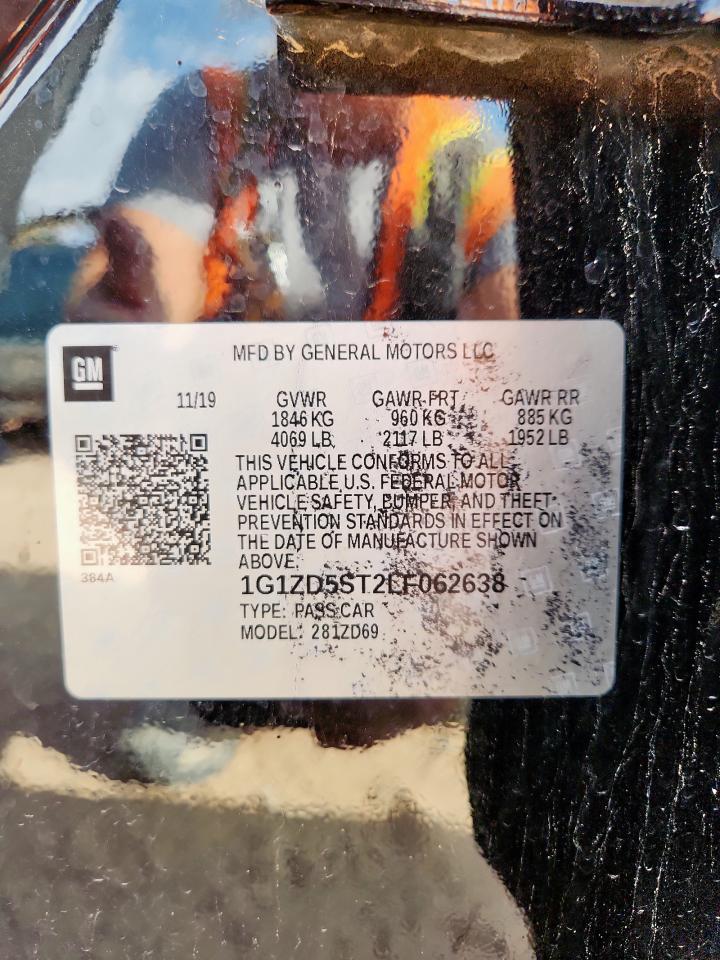 GM
MFD BY GENERAL MOTORS LLC
11/19 GVWR GAWR FRT GAWR RR
1846 KG 960 KG 885 KG
4069 LB 2117 LB 1952 LB
THIS VEHICLE CONFORMS TO ALL
APPLICABLE U.S. FEDERAL MOTOR
VEHICLE SAFETY, BUMPER, AND THEFT
PREVENTION STANDARDS IN EFFECT ON
THE DATE OF MANUFACTURE SHOWN
ABOVE.
384A
1G1ZD5ST2LF062638
TYPE: PASS CAR
MODEL: 281ZD69